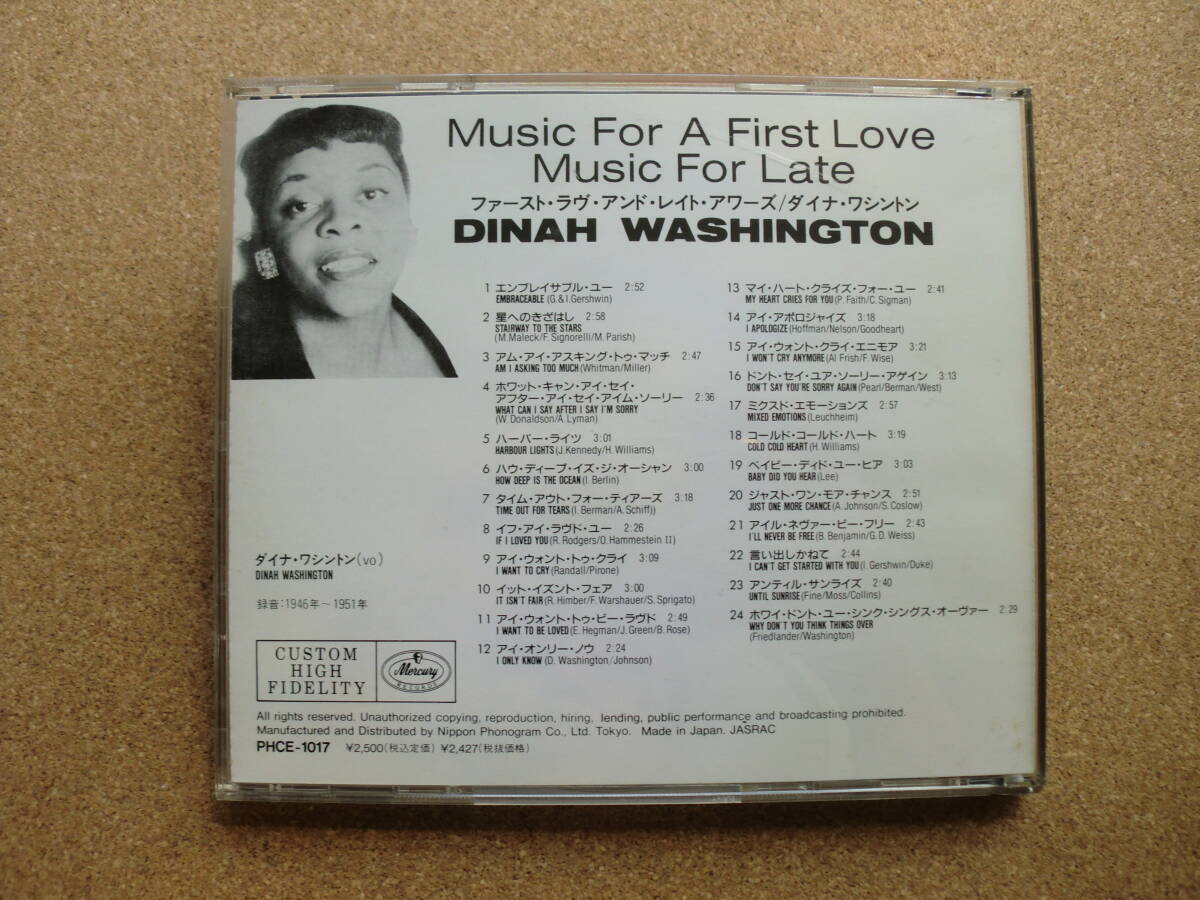 Music For A First Love
Music For Late
ファースト・ラヴ・アンド・レイト・アワーズ/ダイナ・ワシントン
DINAH WASHINGTON
1 エンブレイサブル・ユー 2:52
EMBRACEABLE (G.&I.Gershwin)
2 星へのきざはし 2:58
STAIRWAY TO THE STARS
(M.Maleck/F.Signorelli/M.Parish)
3 アム・アイ・アスキング・トゥ・マッチ 2:47
AM I ASKING TOO MUCH (Whitman/Miller)
4 ホワット・キャン・アイ・セイ・
アフター・アイ・セイ・アイム・ソーリー 2:36
WHAT CAN I SAY AFTER I SAY I'M SORRY
(W.Donaldson/A.Lyman)
5 ハーバー・ライツ 3:01
HARBOUR LIGHTS (J.Kennedy/H.Williams)
6 ハウ・ディープ・イズ・ジ・オーシャン 3:00
HOW DEEP IS THE OCEAN (I.Berlin)
7 タイム・アウト・フォー・ティアーズ 3:18
TIME OUT FOR TEARS (I.Berman/A.Schiff))
8 イフ・アイ・ラヴド・ユー 2:26
IF I LOVED YOU (R.Rodgers/O.Hammestein II)
9 アイ・ウォント・トゥ・クライ 3:09
I WANT TO CRY (Randall/Pirone)
10 イット・イズント・フェア 3:00
IT ISN'T FAIR (R.Himber/F.Warshauer/S.Sprigato)
11 アイ・ウォント・トゥ・ビー・ラヴド 2:49
I WANT TO BE LOVED (E.Hegman/J.Green/B.Rose)
12 アイ・オンリー・ノウ 2:24
I ONLY KNOW (D.Washington/Johnson)
13 マイ・ハート・クライズ・フォー・ユー 2:41
MY HEART CRIES FOR YOU (P.Faith/C.Sigman)
14 アイ・アポロジャイズ 3:18
I APOLOGIZE (Hoffman/Nelson/Goodheart)
15 アイ・ウォント・クライ・エニモア 3:21
I WON'T CRY ANYMORE (Al Frish/F.Wise)
16 ドント・セイ・ユア・ソーリー・アゲイン 3:13
DON'T SAY YOU'RE SORRY AGAIN (Pearl/Berman/West)
17 ミクスド・エモーションズ 2:57
MIXED EMOTIONS (Leuchheim)
18 コールド・コールド・ハート 3:19
COLD COLD HEART (H.Williams)
19 ベイビー・ディド・ユー・ヒア 3:03
BABY DID YOU HEAR (Lee)
20 ジャスト・ワン・モア・チャンス 2:51
JUST ONE MORE CHANCE (A.Johnson/S.Coslow)
21 アイル・ネヴァー・ビー・フリー 2:43
I'LL NEVER BE FREE (B.Benjamin/G.D.Weiss)
22 言い出しかねて 2:44
I CAN'T GET STARTED WITH YOU (I.Gershwin/Duke)
23 アンティル・サンライズ 2:40
UNTIL SUNRISE (Fine/Moss/Collins)
24 ホワイ・ドント・ユー・シンク・シングス・オーヴァー 2:29
WHY DON'T YOU THINK THINGS OVER
(Friedlander/Washington)
ダイナ・ワシントン(vo)
DINAH WASHINGTON
録音:1946年～1951年
CUSTOM
HIGH
FIDELITY
Mercury
RECORDS
All rights reserved. Unauthorized copying, reproduction, hiring, lending, public performance and broadcasting prohibited.
Manufactured and Distributed by Nippon Phonogram Co., Ltd. Tokyo. Made in Japan. JASRAC
PHCE-1017 ¥2,500(税込定価) ¥2,427(税抜価格)